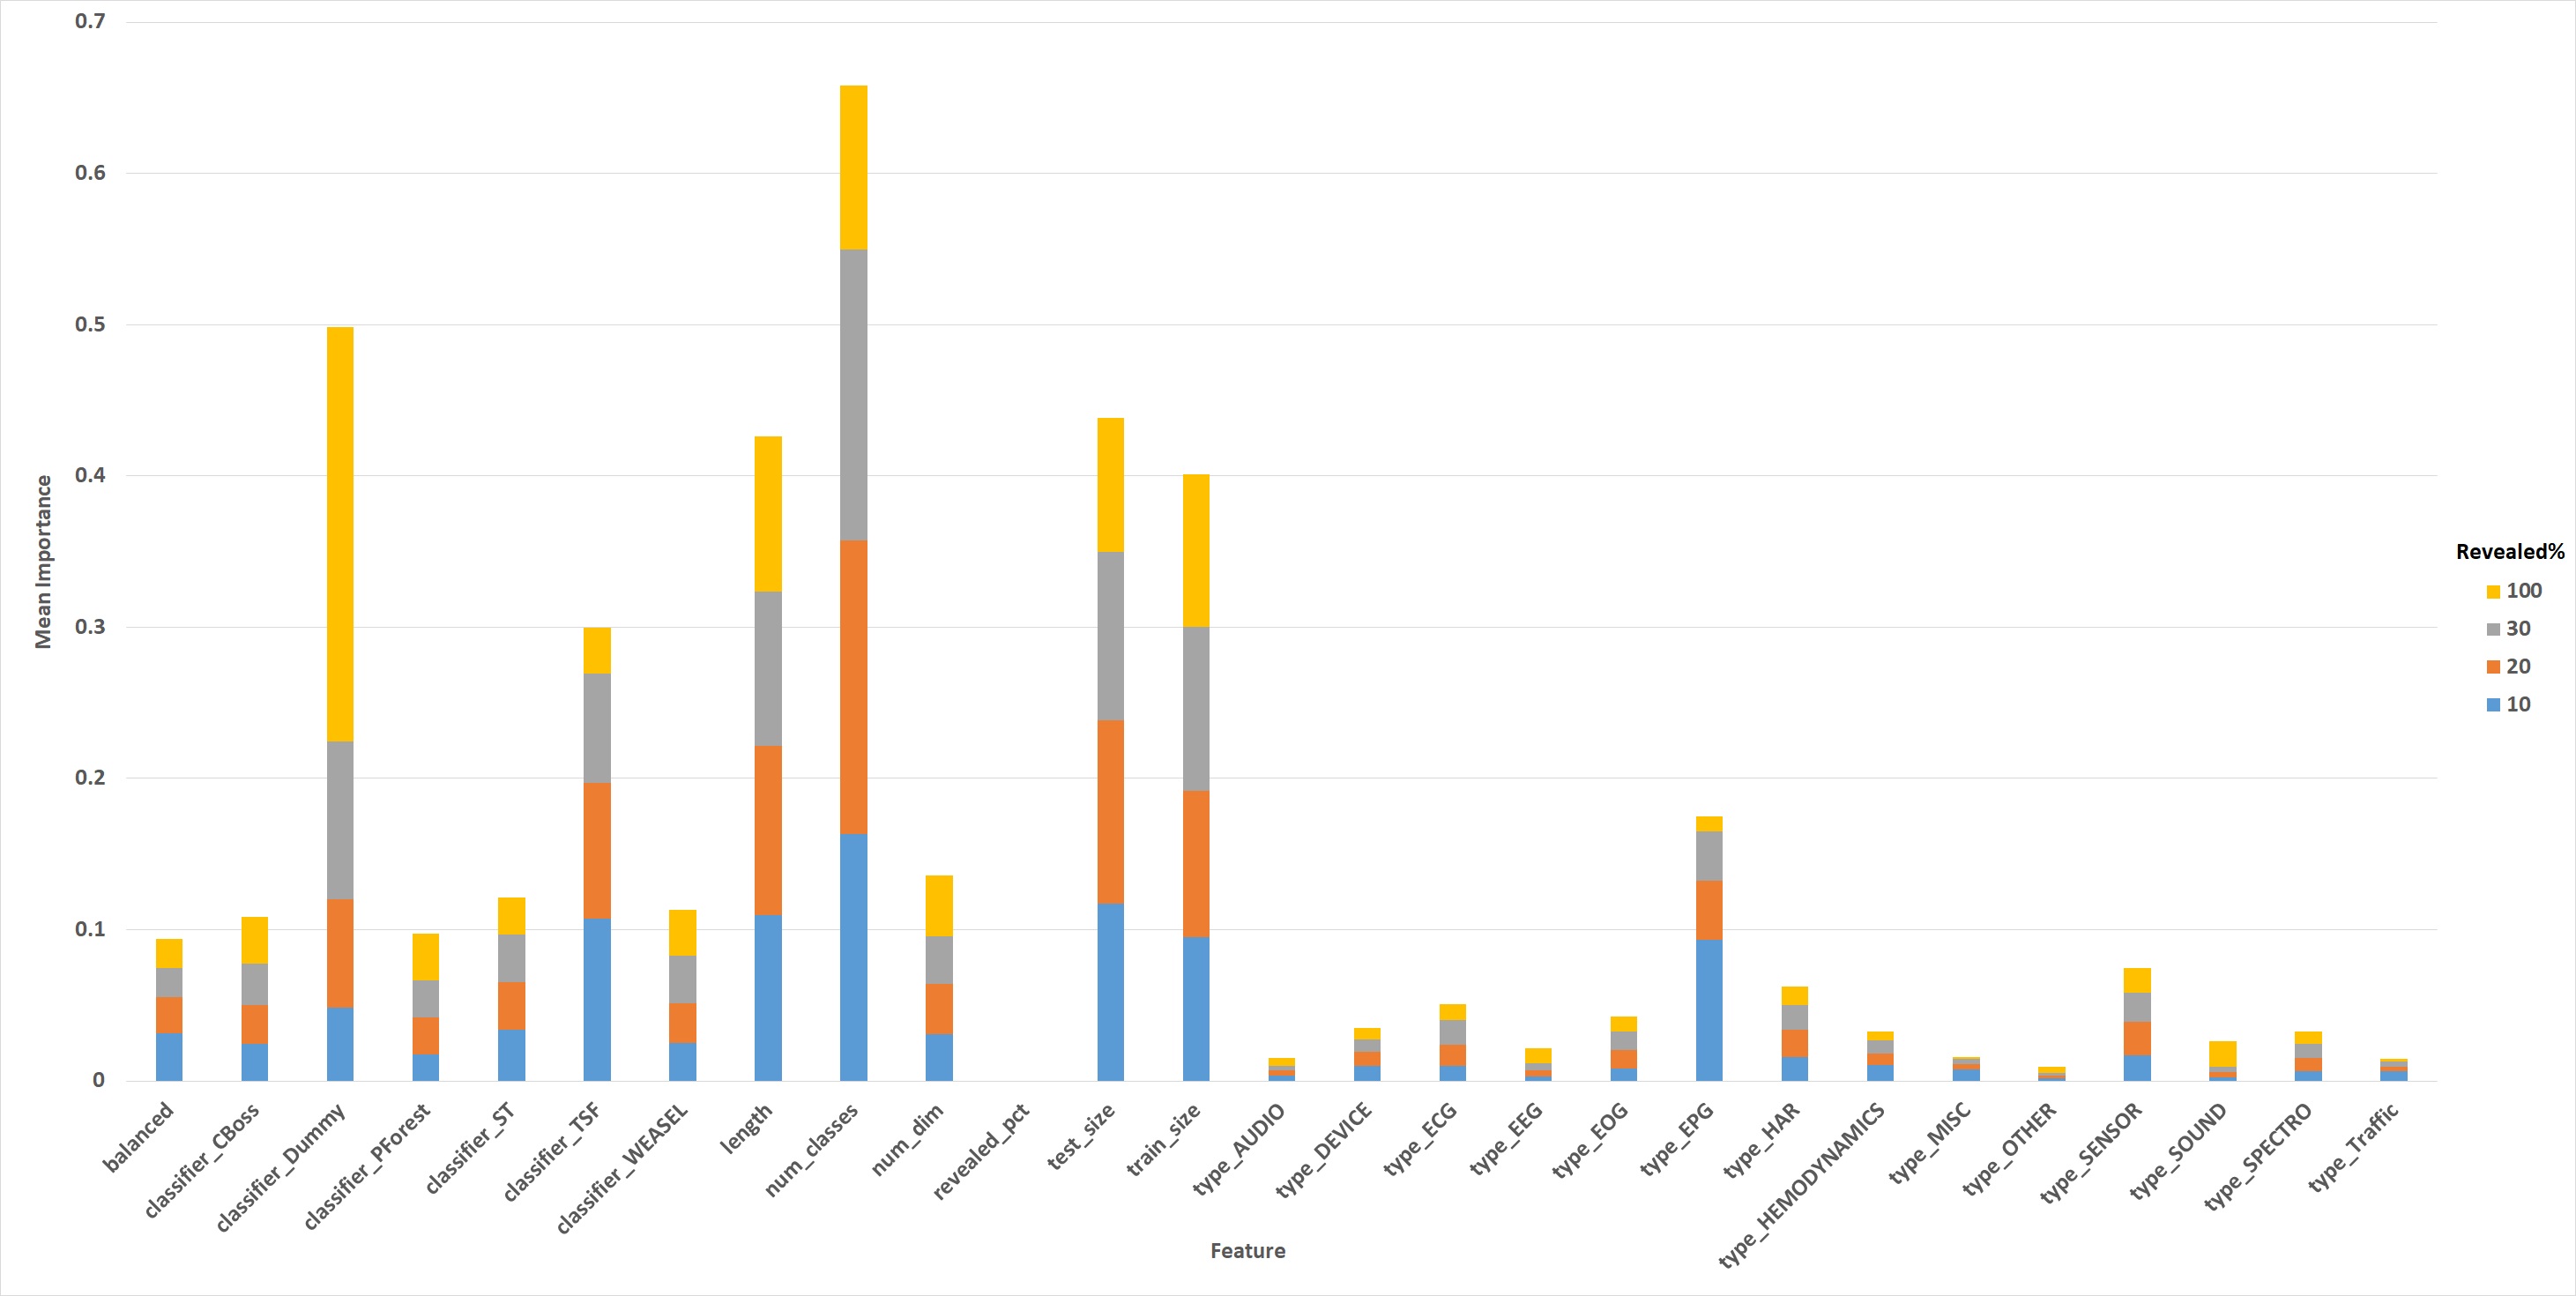 0.7
0.6
0.5
0.4
0.3
0.2
0.1
0
Mean Importance
balanced
classifier_CBoss
classifier_Dummy
classifier_PForest
classifier_ST
classifier_TSF
classifier_WEASEL
length
num_classes
num_dim
revealed_pct
test_size
train_size
type_AUDIO
type_DEVICE
type_ECG
type_EEG
type_EOG
type_EPG
type_HAR
type_HEMODYNAMICS
type_MISC
type_OTHER
type_SENSOR
type_SOUND
type_SPECTRO
type_Traffic
Feature
Revealed%
100
30
20
10